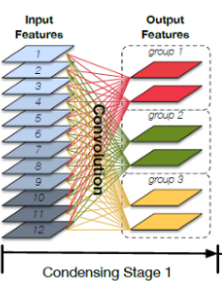 Input
Features
Output
Features
1
2
3
4
5
6
7
8
9
10
11
12
Convolution
group 1
group 2
group 3
Condensing Stage 1